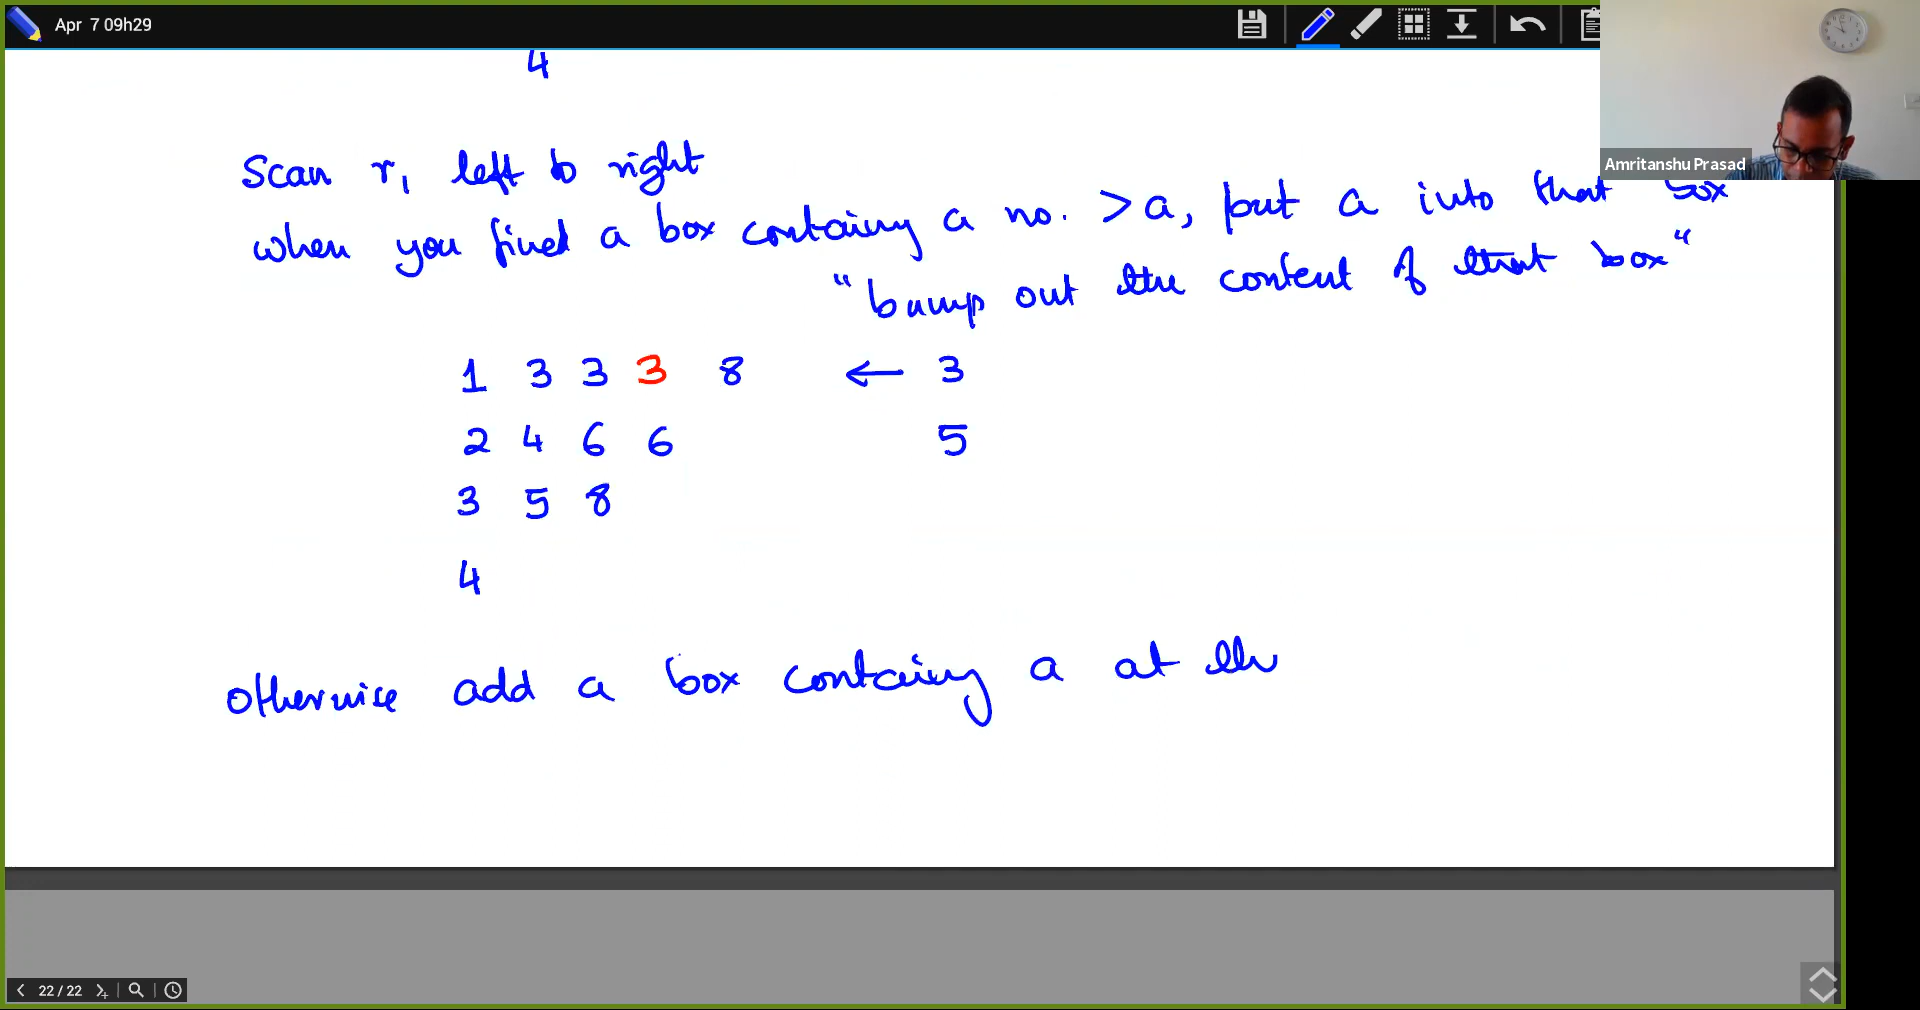 Apr 7 09h29
4
Scan r₁ left to right
when you find a box containing a no. > a, put a into that box
"bump out the content of that box"
1 3 3 3 8 ← 3
2 4 6 6 5
3 5 8
4
otherwise add a box containing a at the
Amritanshu Prasad
22 / 22